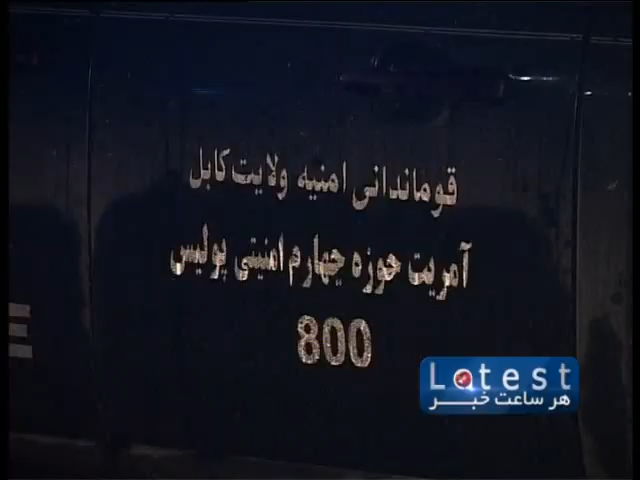 قوماندانی امنیه ولایت کابل
آمریت حوزه چهارم امنیتی پولیس
800
Latest
هر ساعت خبر